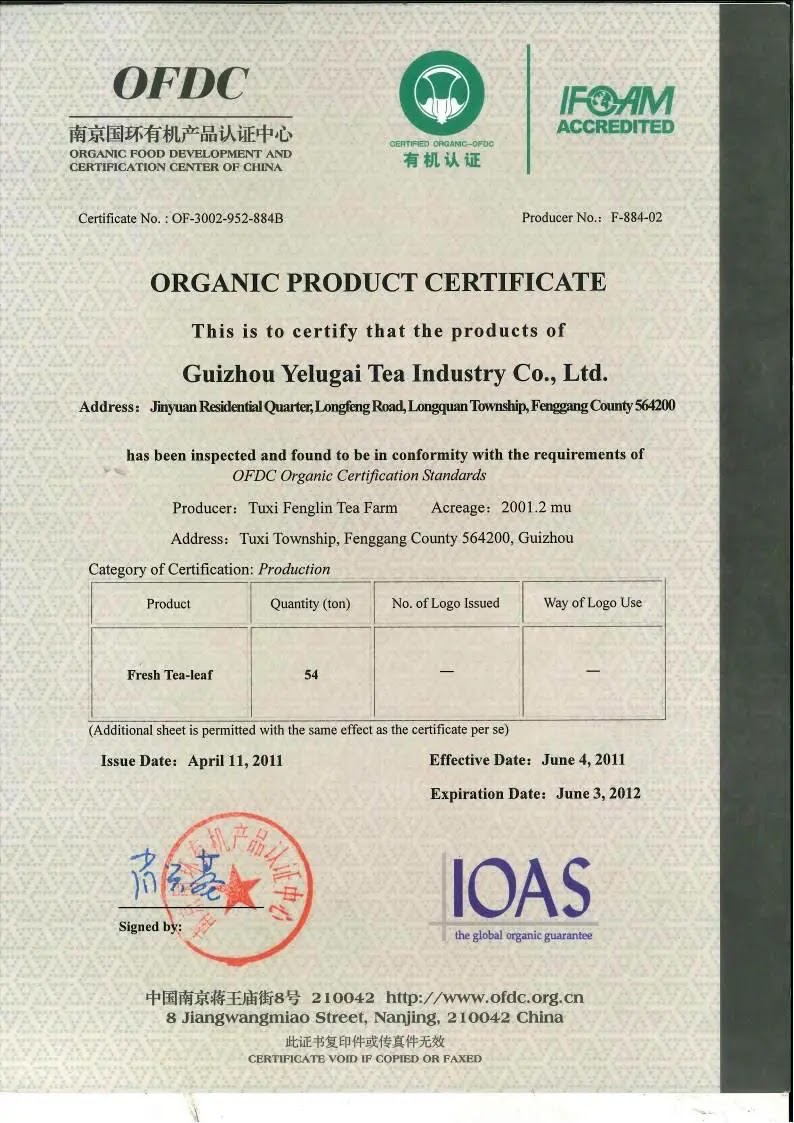 OFDC
南京国环有机产品认证中心
ORGANIC FOOD DEVELOPMENT AND
CERTIFICATION CENTER OF CHINA
CERTIFIED ORGANIC-OFDC
有机认证
IFOAM
ACCREDITED
Certificate No. : OF-3002-952-884B
Producer No.: F-884-02
ORGANIC PRODUCT CERTIFICATE
This is to certify that the products of
Guizhou Yelugai Tea Industry Co., Ltd.
Address: Jinyuan Residential Quarter, Longfeng Road, Longquan Township, Fenggang County 564200
has been inspected and found to be in conformity with the requirements of
OFDC Organic Certification Standards
Producer: Tuxi Fenglin Tea Farm Acreage: 2001.2 mu
Address: Tuxi Township, Fenggang County 564200, Guizhou
Category of Certification: Production
Product Quantity (ton) No. of Logo Issued Way of Logo Use
Fresh Tea-leaf 54 — —
(Additional sheet is permitted with the same effect as the certificate per se)
Issue Date: April 11, 2011
Effective Date: June 4, 2011
Expiration Date: June 3, 2012
有机产品认证中心
Signed by:
IOAS
the global organic guarantee
中国南京蒋王庙街8号 210042 http://www.ofdc.org.cn
8 Jiangwangmiao Street, Nanjing, 210042 China
此证书复印件或传真件无效
CERTIFICATE VOID IF COPIED OR FAXED